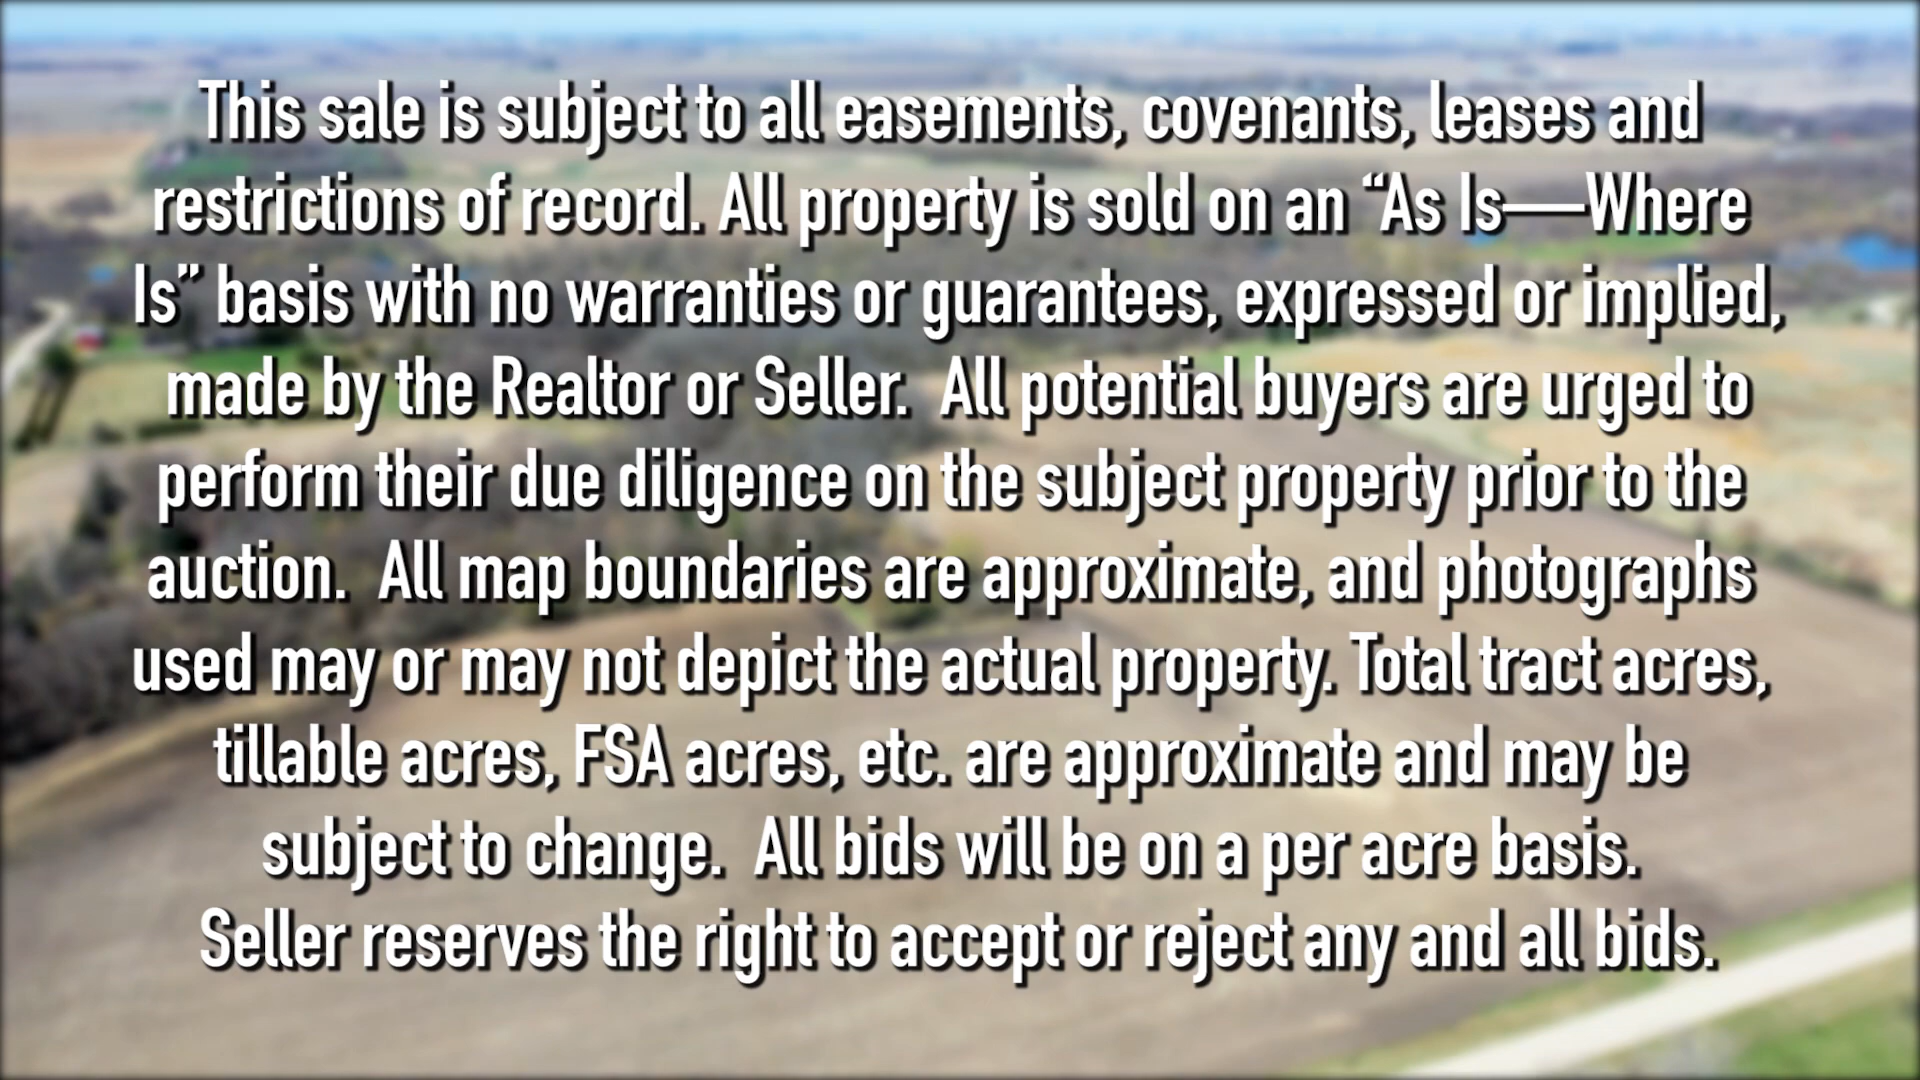 This sale is subject to all easements, covenants, leases and
restrictions of record. All property is sold on an “As Is—Where
Is” basis with no warranties or guarantees, expressed or implied,
made by the Realtor or Seller.  All potential buyers are urged to
perform their due diligence on the subject property prior to the
auction.  All map boundaries are approximate, and photographs
used may or may not depict the actual property. Total tract acres,
tillable acres, FSA acres, etc. are approximate and may be
subject to change.  All bids will be on a per acre basis.
Seller reserves the right to accept or reject any and all bids.